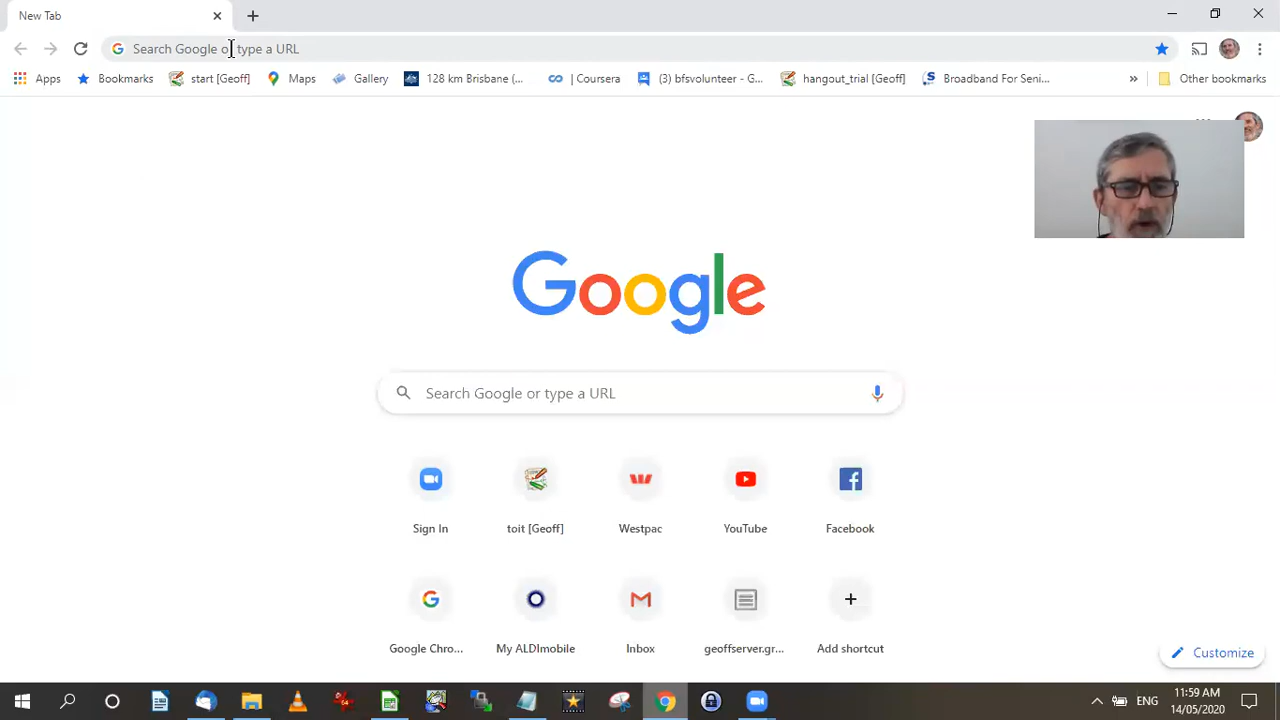 New Tab
Search Google or type a URL
Apps Bookmarks start [Geoff] Maps Gallery 128 km Brisbane (... | Coursera (3) bfsvolunteer - G... hangout_trial [Geoff] Broadband For Seni... » Other bookmarks
Google
Search Google or type a URL
Sign In toit [Geoff] Westpac YouTube Facebook
Google Chro... My ALDImobile Inbox geoffserver.gr... Add shortcut
Customize
ENG 11:59 AM
14/05/2020